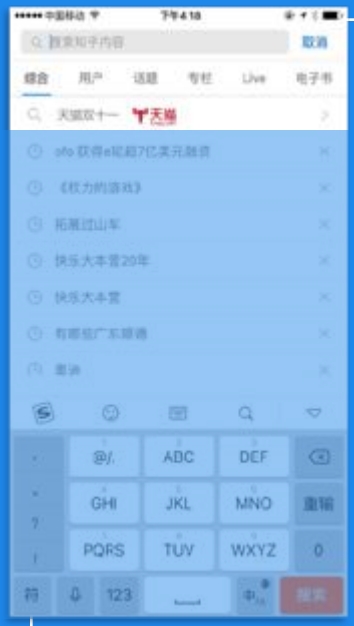 中国移动 下午4:18
搜索知乎内容 取消
综合 用户 话题 专栏 Live 电子书
天猫双十一 天猫
ofo 获得e轮超7亿美元融资
《权力的游戏》
拓展过山车
快乐大本营20年
快乐大本营
有哪些广东顺德
@/. ABC DEF
GHI JKL MNO 重输
? PQRS TUV WXYZ 0
!
符 123 中 搜索